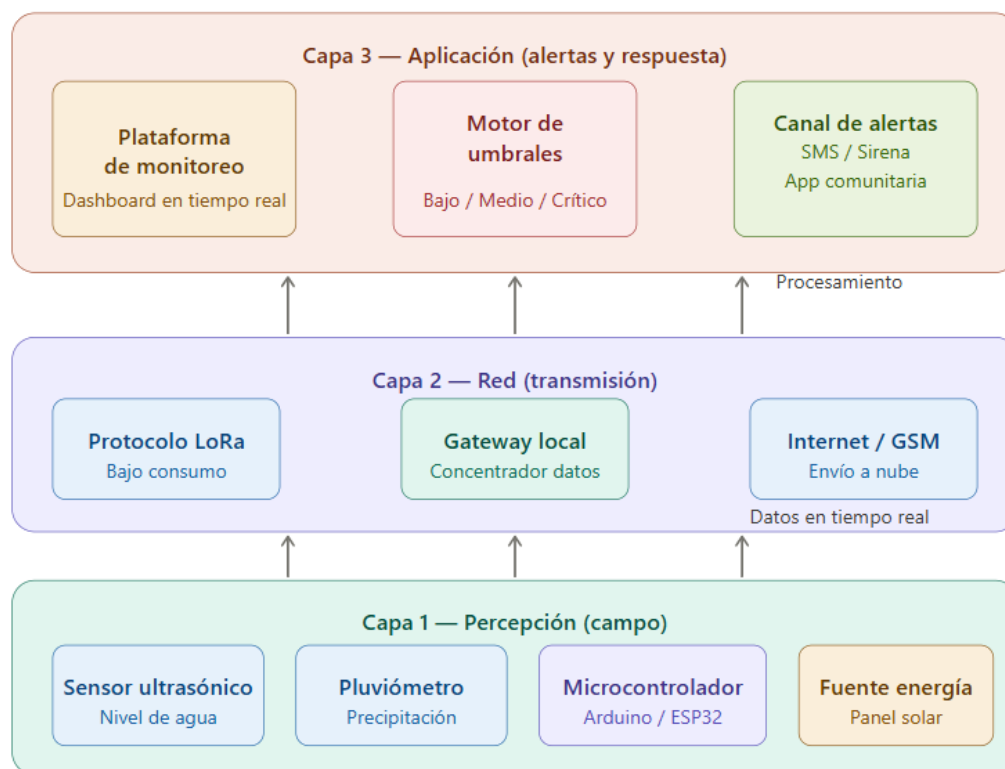 Capa 3 — Aplicación (alertas y respuesta)
Plataforma
de monitoreo
Dashboard en tiempo real
Motor de
umbrales
Bajo / Medio / Crítico
Canal de alertas
SMS / Sirena
App comunitaria
Procesamiento
Capa 2 — Red (transmisión)
Protocolo LoRa
Bajo consumo
Gateway local
Concentrador datos
Internet / GSM
Envío a nube
Datos en tiempo real
Capa 1 — Percepción (campo)
Sensor ultrasónico
Nivel de agua
Pluviómetro
Precipitación
Microcontrolador
Arduino / ESP32
Fuente energía
Panel solar